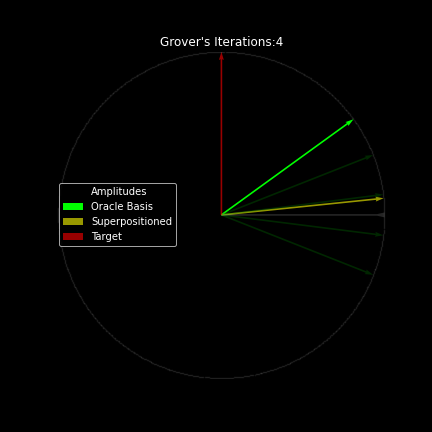 Grover's Iterations:4
Amplitudes
Oracle Basis
Superpositioned
Target